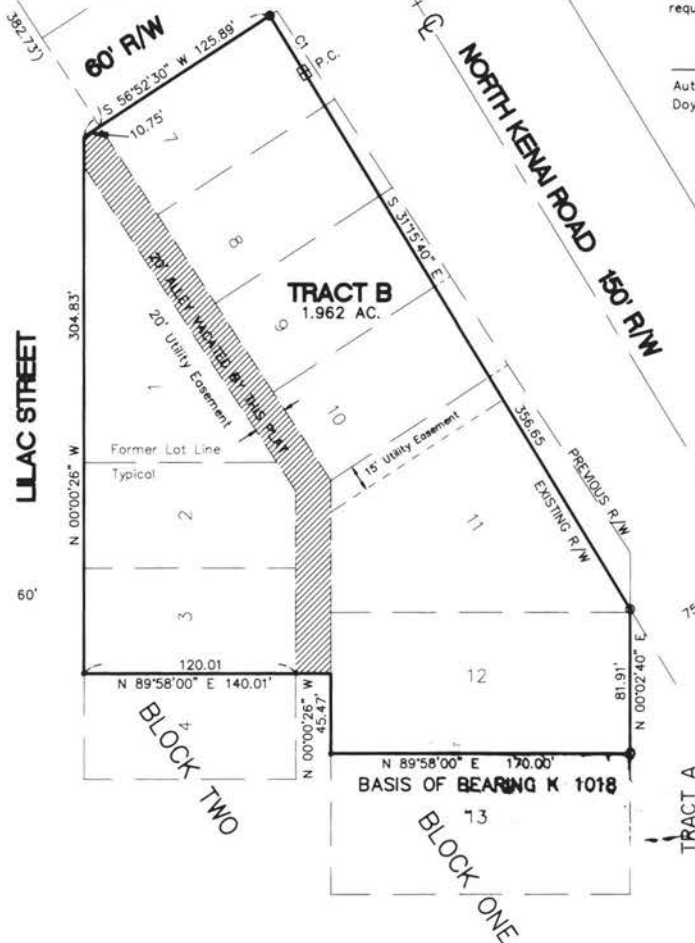 382.73')
60' R/W
S 56°52'30" W 125.89'
10.75'
C1
P.C.
℄
requ
Aut
Doy
NORTH KENAI ROAD 150' R/W
7
8
9
10
11
12
13
1
2
3
4
S 31°15'40" E
356.65
TRACT B
1.962 AC.
20' ALLEY VACATED BY THIS PLAT
20' Utility Easement
15' Utility Easement
LILAC STREET
60'
N 00°00'26" W
304.83'
Former Lot Line
Typical
PREVIOUS R/W
EXISTING R/W
75
120.01
N 89°58'00" E 140.01'
N 00°00'26" W
45.47'
81.91'
N 00°02'40" E
N 89°58'00" E 170.00'
BASIS OF BEARING K 1018
BLOCK TWO
BLOCK ONE
TRACT A